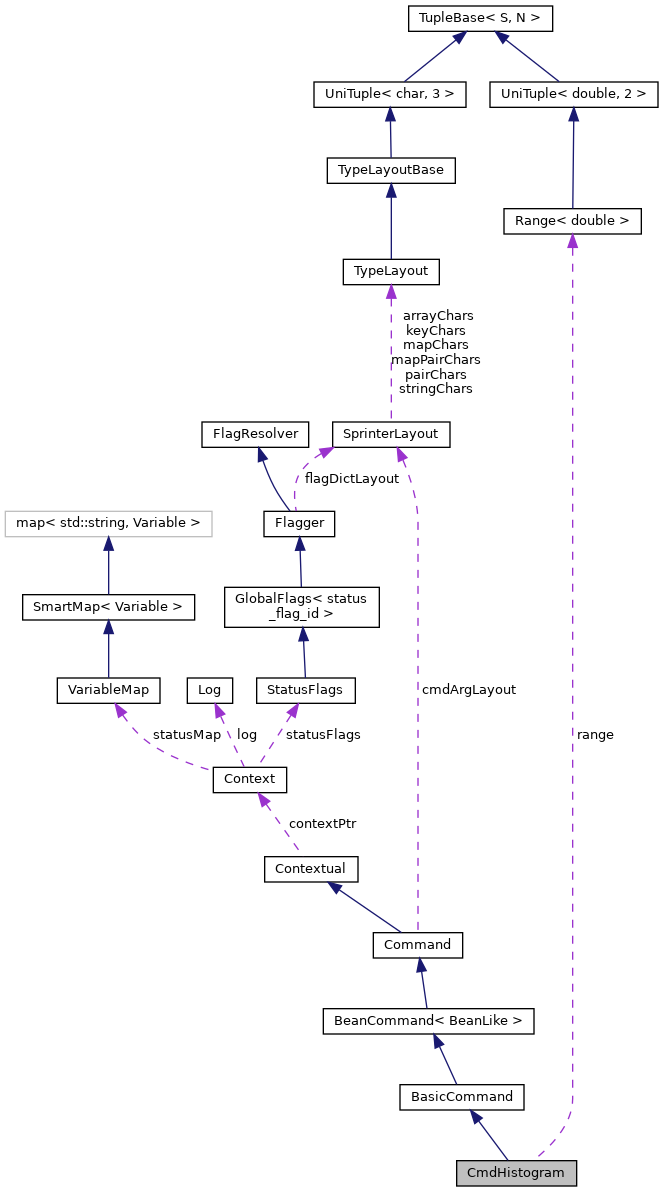 TupleBase< S, N >
UniTuple< char, 3 >
UniTuple< double, 2 >
TypeLayoutBase
Range< double >
TypeLayout
arrayChars
keyChars
mapChars
mapPairChars
pairChars
stringChars
FlagResolver
SprinterLayout
flagDictLayout
map< std::string, Variable >
Flagger
SmartMap< Variable >
GlobalFlags< status
_flag_id >
VariableMap
Log
StatusFlags
cmdArgLayout
statusMap
log
statusFlags
range
Context
contextPtr
Contextual
Command
BeanCommand< BeanLike >
BasicCommand
CmdHistogram